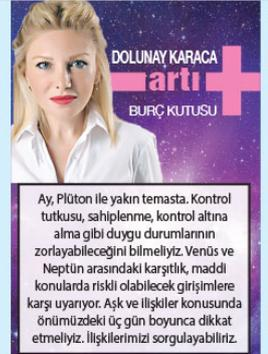 DOLUNAY KARACA
artı
+
BURÇ KUTUSU
Ay, Plüton ile yakın temasta. Kontrol
tutkusu, sahiplenme, kontrol altına
alma gibi duygu durumlarının
zorlayabileceğini bilmeliyiz. Venüs ve
Neptün arasındaki karşıtlık, maddi
konularda riskli olabilecek girişimlere
karşı uyarıyor. Aşk ve ilişkiler konusunda
önümüzdeki üç gün boyunca dikkat
etmeliyiz. İlişkilerimizi sorgulayabiliriz.